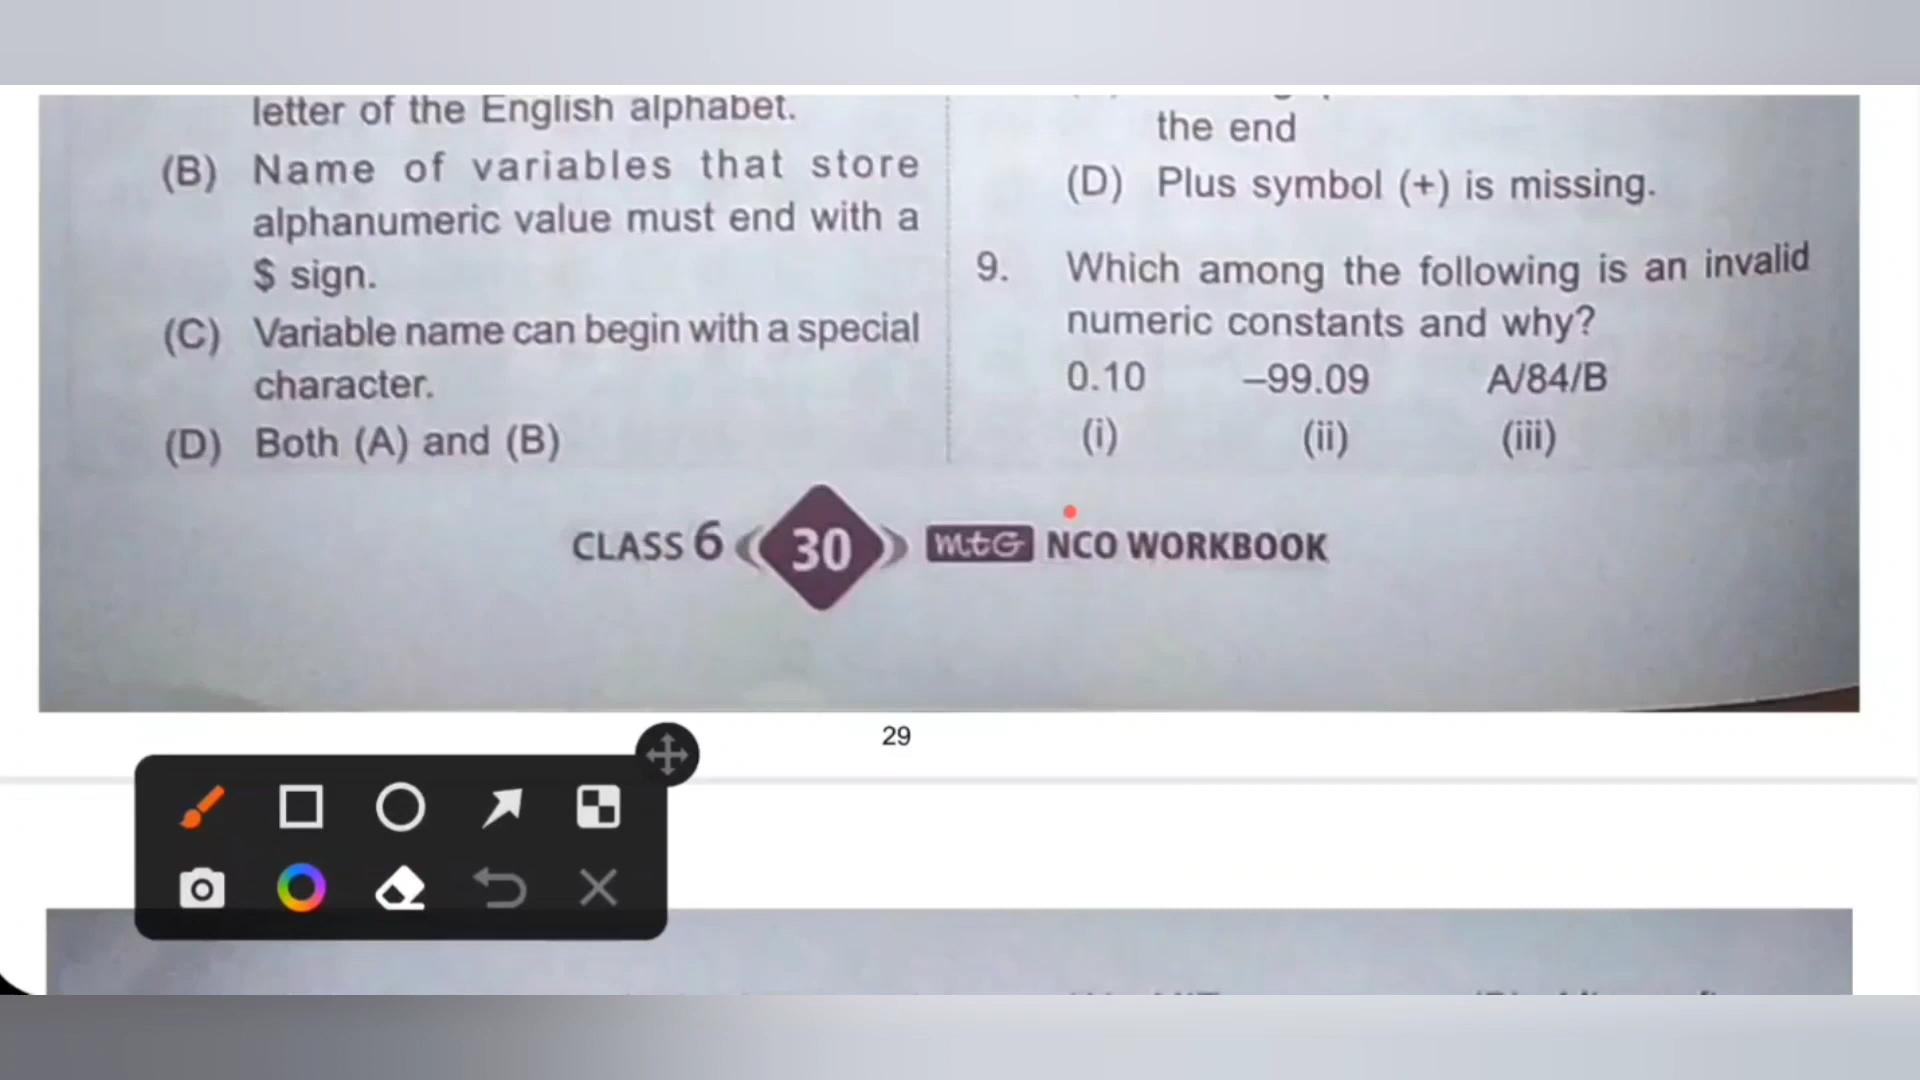 letter of the English alphabet.
(B) Name of variables that store
alphanumeric value must end with a
$ sign.
(C) Variable name can begin with a special
character.
(D) Both (A) and (B)
the end
(D) Plus symbol (+) is missing.
9. Which among the following is an invalid
numeric constants and why?
0.10 –99.09 A/84/B
(i) (ii) (iii)
CLASS 6 30 mtG NCO WORKBOOK
29